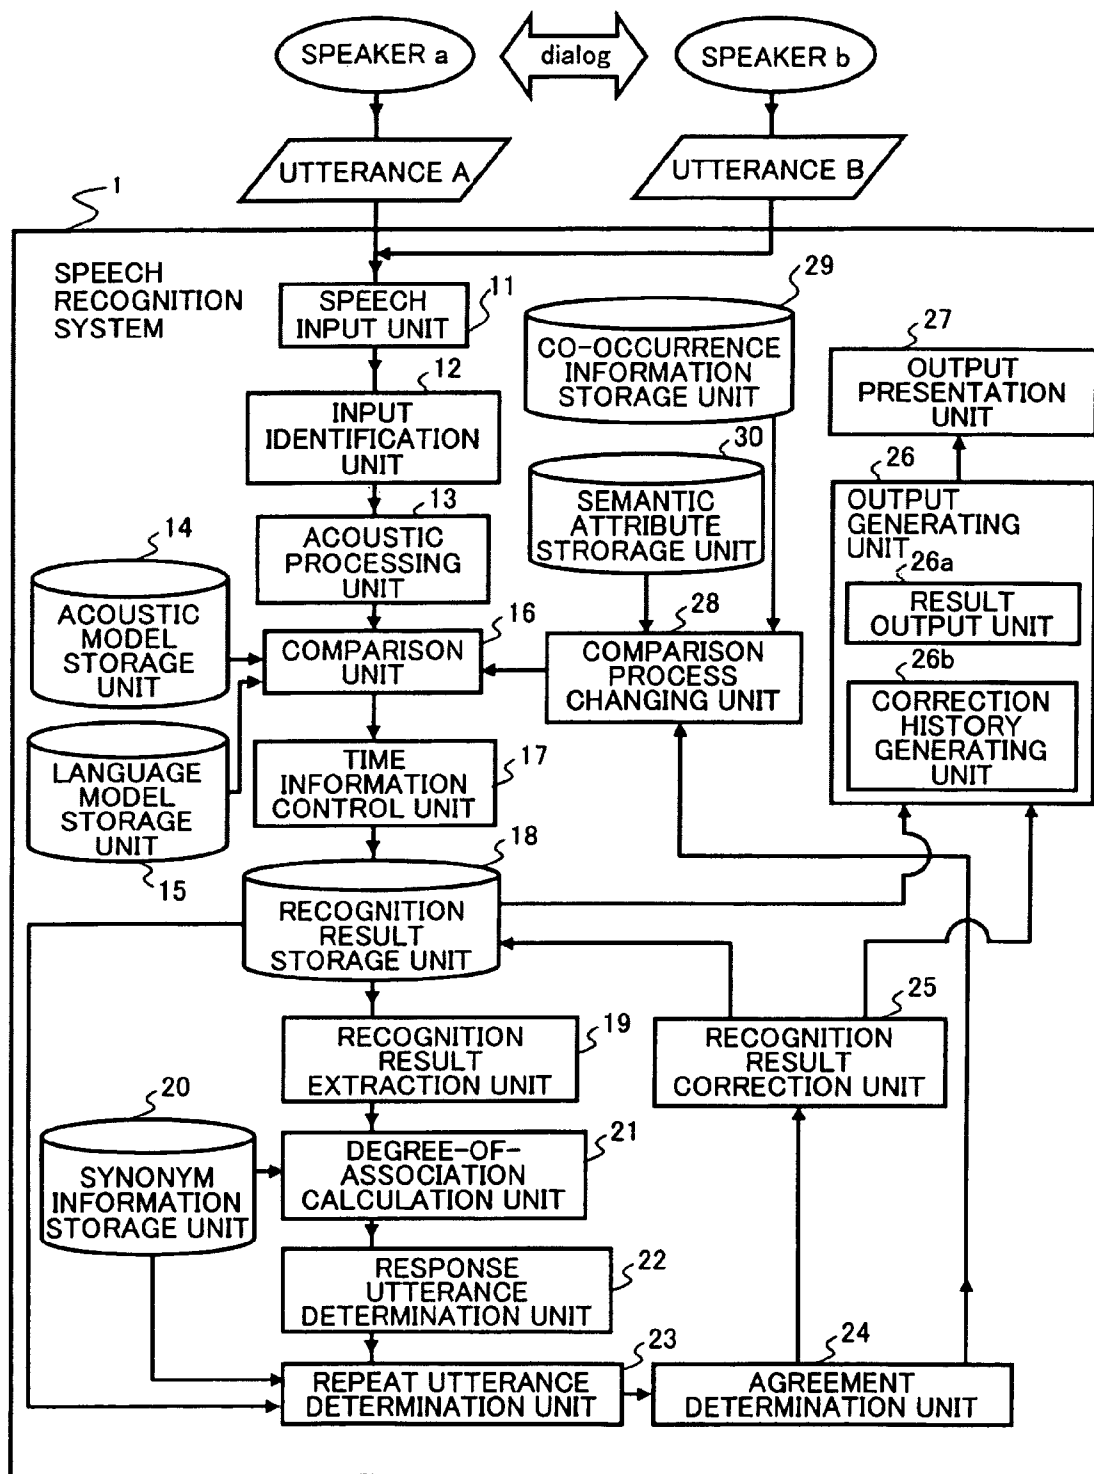 SPEAKER a
dialog
SPEAKER b
UTTERANCE A
UTTERANCE B
1
SPEECH
RECOGNITION
SYSTEM
SPEECH
INPUT UNIT
11
12
INPUT
IDENTIFICATION
UNIT
13
ACOUSTIC
PROCESSING
UNIT
14
ACOUSTIC
MODEL
STORAGE
UNIT
16
COMPARISON
UNIT
LANGUAGE
MODEL
STORAGE
UNIT
15
TIME
INFORMATION
CONTROL UNIT
17
29
CO-OCCURRENCE
INFORMATION
STORAGE UNIT
30
SEMANTIC
ATTRIBUTE
STRORAGE UNIT
28
COMPARISON
PROCESS
CHANGING UNIT
27
OUTPUT
PRESENTATION
UNIT
26
OUTPUT
GENERATING
UNIT
26a
RESULT
OUTPUT UNIT
26b
CORRECTION
HISTORY
GENERATING
UNIT
18
RECOGNITION
RESULT
STORAGE UNIT
19
RECOGNITION
RESULT
EXTRACTION UNIT
25
RECOGNITION
RESULT
CORRECTION UNIT
20
SYNONYM
INFORMATION
STORAGE UNIT
21
DEGREE-OF-
ASSOCIATION
CALCULATION UNIT
22
RESPONSE
UTTERANCE
DETERMINATION UNIT
23
REPEAT UTTERANCE
DETERMINATION UNIT
24
AGREEMENT
DETERMINATION UNIT